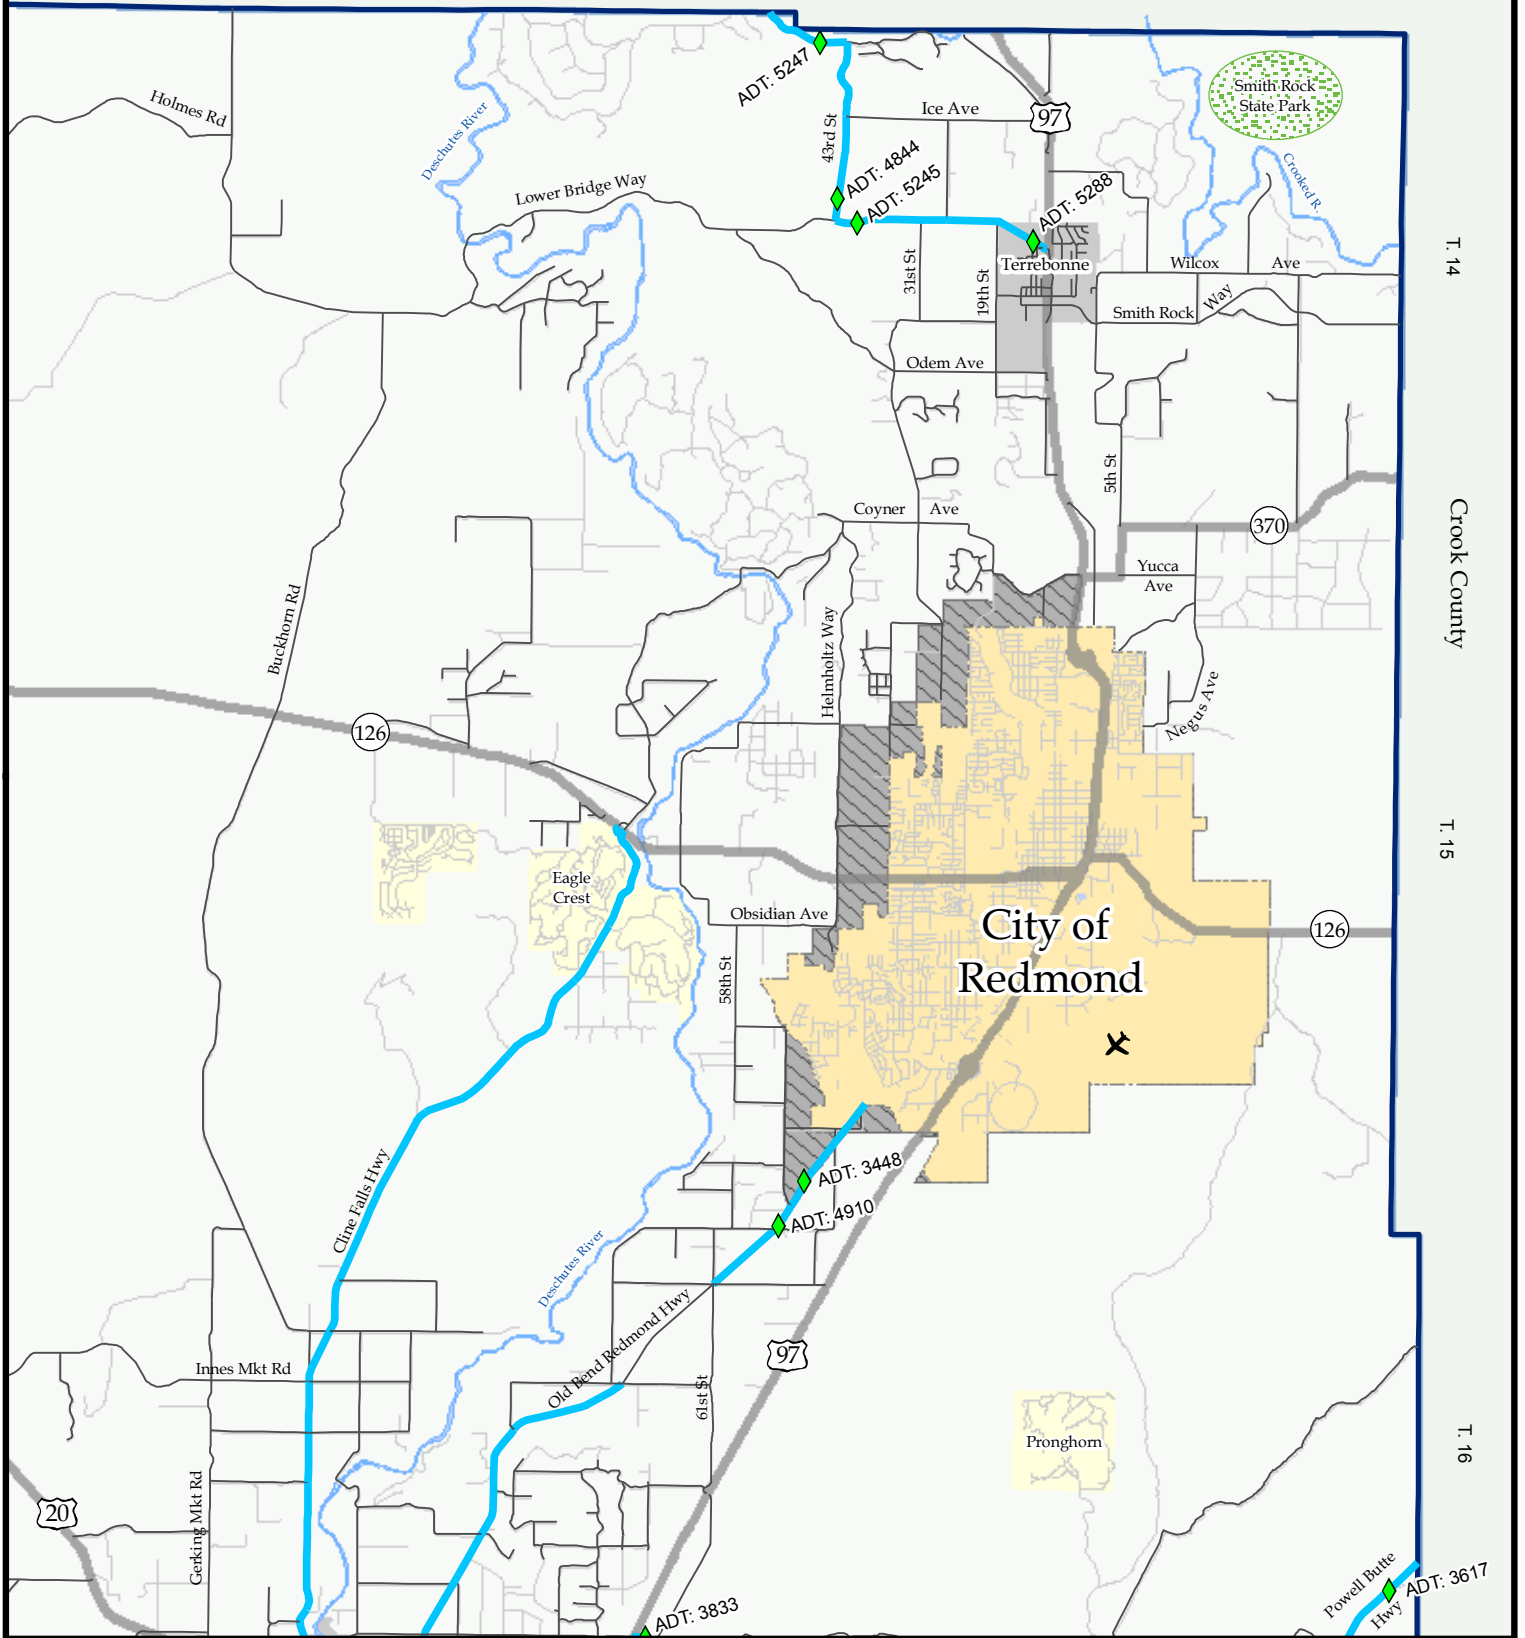 ADT: 5247
Smith Rock
State Park
Holmes Rd
Deschutes River
Ice Ave
97
43rd St
ADT: 4844
ADT: 5245
ADT: 5288
Crooked R.
Lower Bridge Way
T. 14
31st St
19th St
Terrebonne
Wilcox
Ave
Smith Rock
Way
Odem Ave
5th St
Coyner
Ave
370
Crook County
Yucca
Ave
Buckhorn Rd
Helmholtz Way
Negus Ave
126
T. 15
Eagle
Crest
Obsidian Ave
City of
Redmond
126
58th St
Cline Falls Hwy
ADT: 3448
ADT: 4910
Deschutes River
Old Bend Redmond Hwy
97
Innes Mkt Rd
61st St
Pronghorn
T. 16
20
Gerking Mkt Rd
Powell Butte
Hwy
ADT: 3617
ADT: 3833